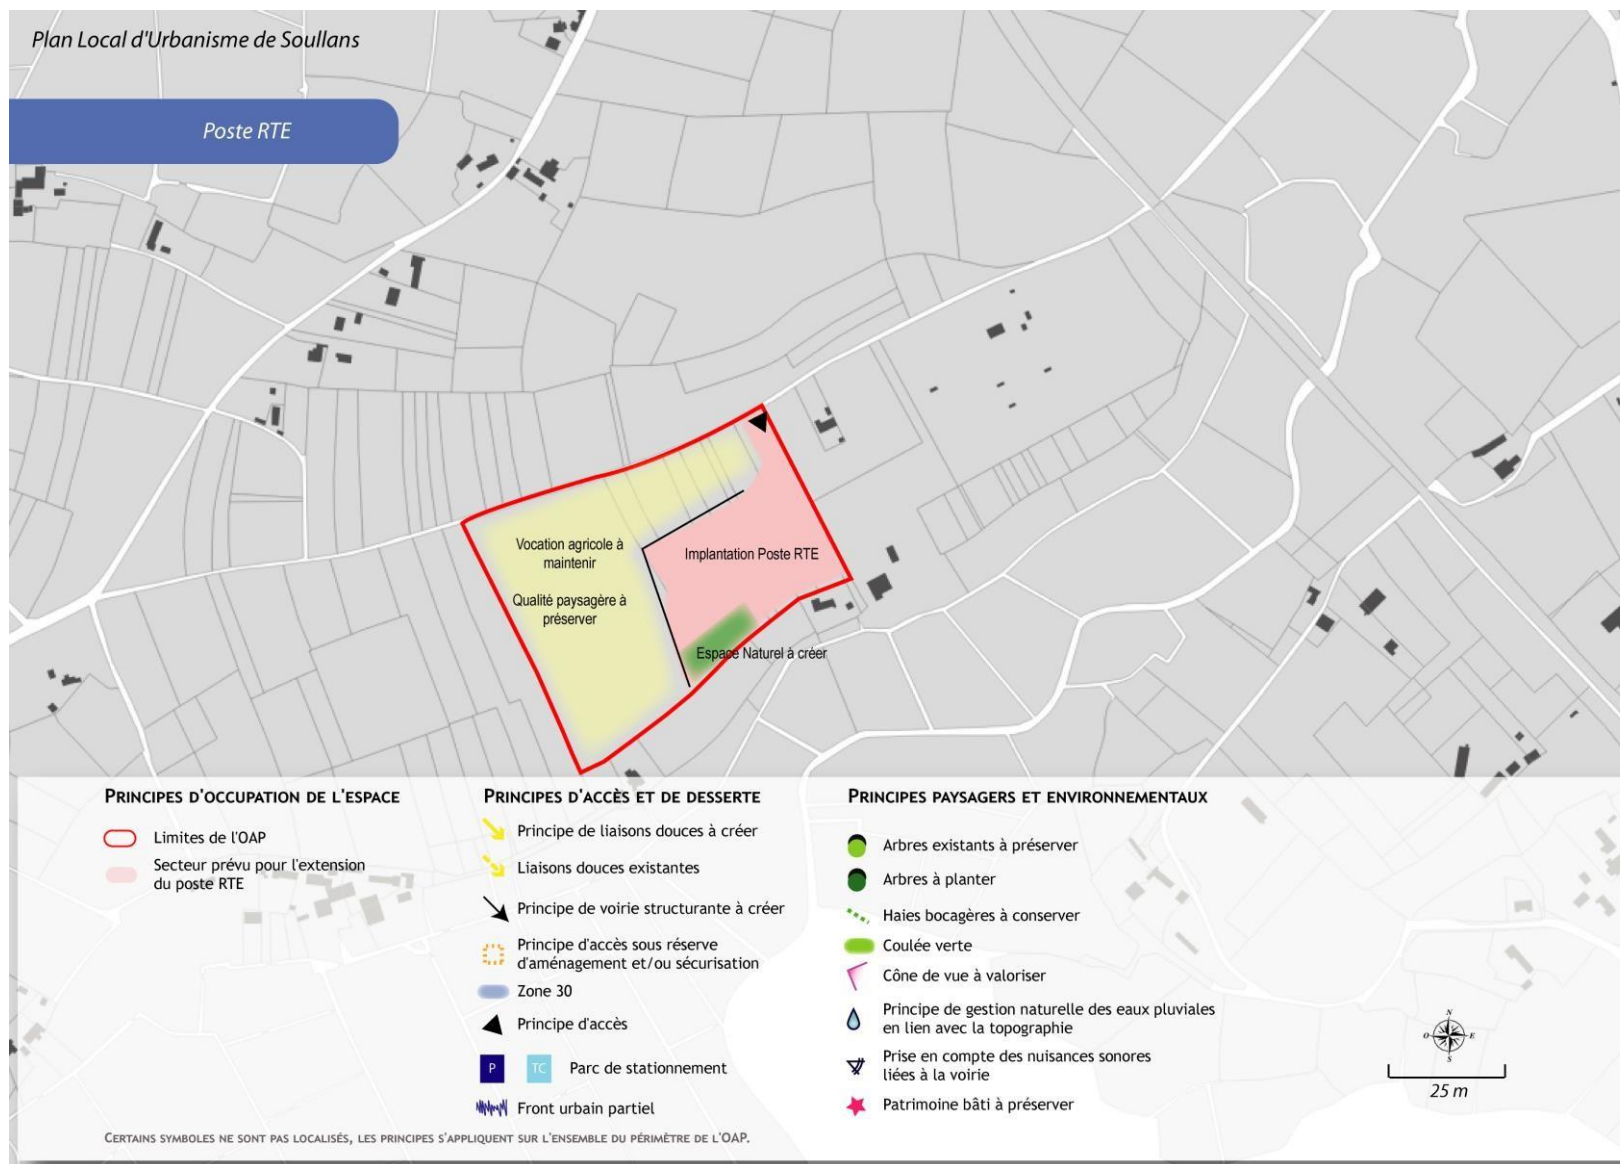 Plan Local d'Urbanisme de Soullans
Poste RTE
Vocation agricole à
maintenir
Qualité paysagère à
préserver
Implantation Poste RTE
Espace Naturel à créer
PRINCIPES D'OCCUPATION DE L'ESPACE
Limites de l'OAP
Secteur prévu pour l'extension
du poste RTE
PRINCIPES D'ACCÈS ET DE DESSERTE
Principe de liaisons douces à créer
Liaisons douces existantes
Principe de voirie structurante à créer
Principe d'accès sous réserve
d'aménagement et/ou sécurisation
Zone 30
Principe d'accès
P TC Parc de stationnement
Front urbain partiel
PRINCIPES PAYSAGERS ET ENVIRONNEMENTAUX
Arbres existants à préserver
Arbres à planter
Haies bocagères à conserver
Coulée verte
Cône de vue à valoriser
Principe de gestion naturelle des eaux pluviales
en lien avec la topographie
Prise en compte des nuisances sonores
liées à la voirie
Patrimoine bâti à préserver
N
O E
S
25 m
CERTAINS SYMBOLES NE SONT PAS LOCALISÉS, LES PRINCIPES S'APPLIQUENT SUR L'ENSEMBLE DU PÉRIMÈTRE DE L'OAP.